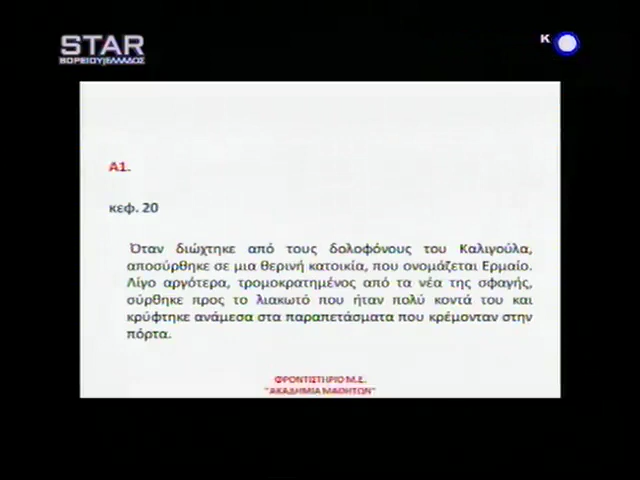 STAR
ΒΟΡΕΙΟΥ ΕΛΛΑΔΟΣ
K
Α1.
κεφ. 20
Όταν διώχτηκε από τους δολοφόνους του Καλιγούλα,
αποσύρθηκε σε μια θερινή κατοικία, που ονομάζεται Ερμαίο.
Λίγο αργότερα, τρομοκρατημένος από τα νέα της σφαγής,
σύρθηκε προς το λιακωτό που ήταν πολύ κοντά του και
κρύφτηκε ανάμεσα στα παραπετάσματα που κρέμονταν στην
πόρτα.
ΦΡΟΝΤΙΣΤΗΡΙΟ Μ.Ε.
"ΑΚΑΔΗΜΙΑ ΜΑΘΗΤΩΝ"